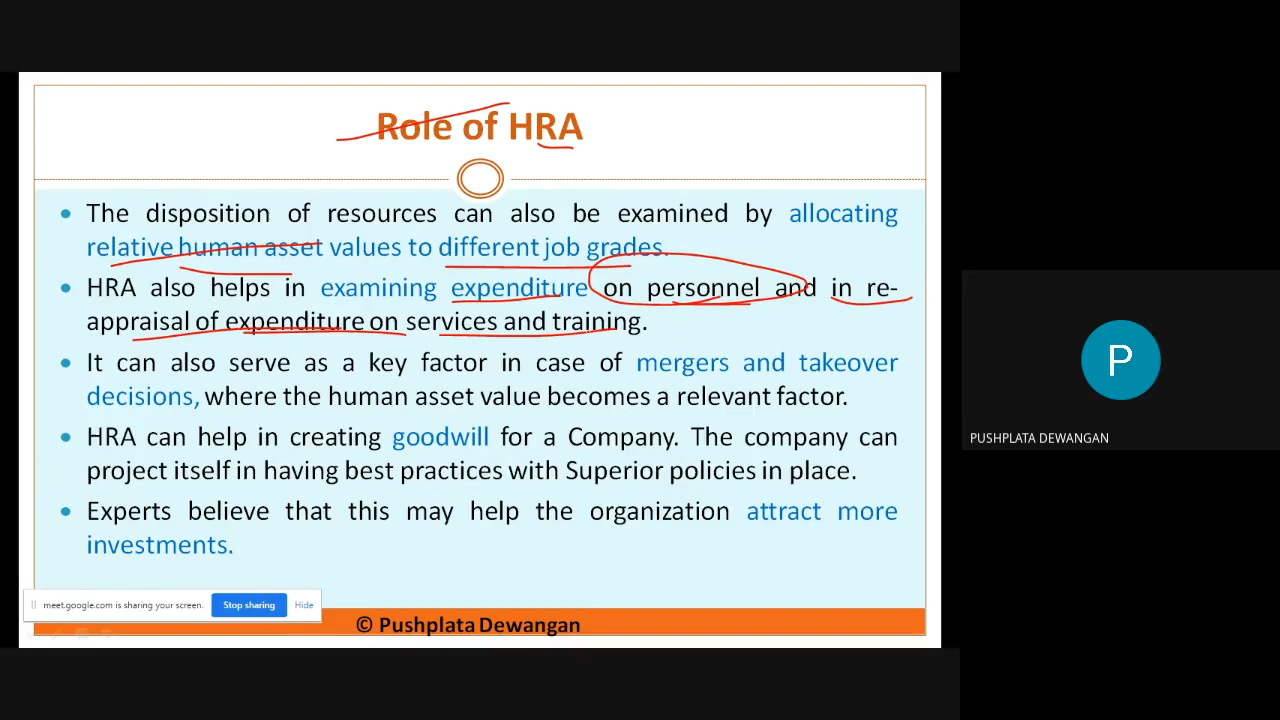 Role of HRA
• The disposition of resources can also be examined by allocating
relative human asset values to different job grades.
• HRA also helps in examining expenditure on personnel and in re-
appraisal of expenditure on services and training.
• It can also serve as a key factor in case of mergers and takeover
decisions, where the human asset value becomes a relevant factor.
• HRA can help in creating goodwill for a Company. The company can
project itself in having best practices with Superior policies in place.
• Experts believe that this may help the organization attract more
investments.
meet.google.com is sharing your screen. Stop sharing Hide
© Pushplata Dewangan
P
PUSHPLATA DEWANGAN